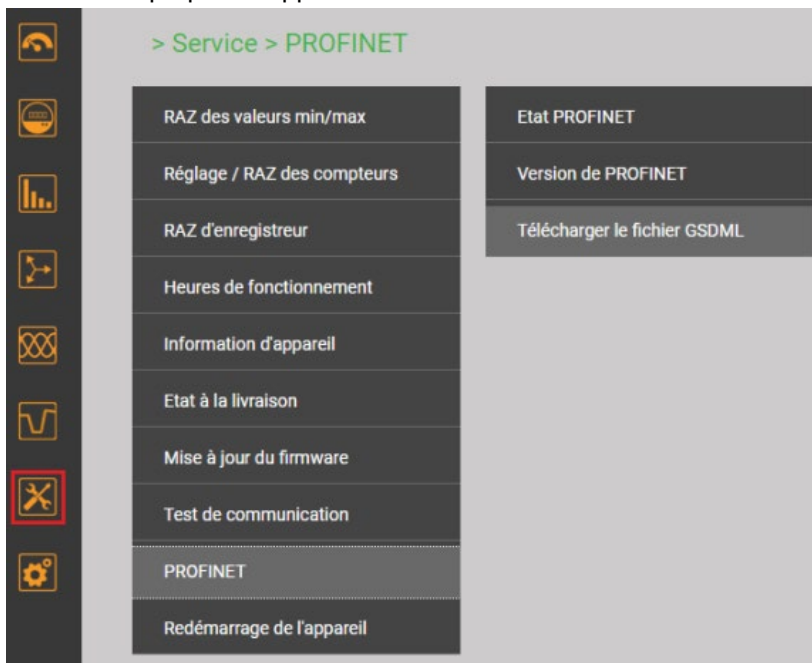 > Service > PROFINET
RAZ des valeurs min/max
Réglage / RAZ des compteurs
RAZ d'enregistreur
Heures de fonctionnement
Information d'appareil
Etat à la livraison
Mise à jour du firmware
Test de communication
PROFINET
Redémarrage de l'appareil
Etat PROFINET
Version de PROFINET
Télécharger le fichier GSDML